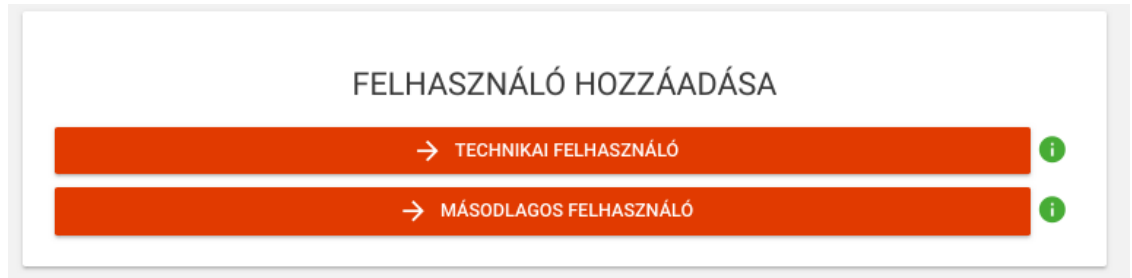 FELHASZNÁLÓ HOZZÁADÁSA
→ TECHNIKAI FELHASZNÁLÓ
→ MÁSODLAGOS FELHASZNÁLÓ